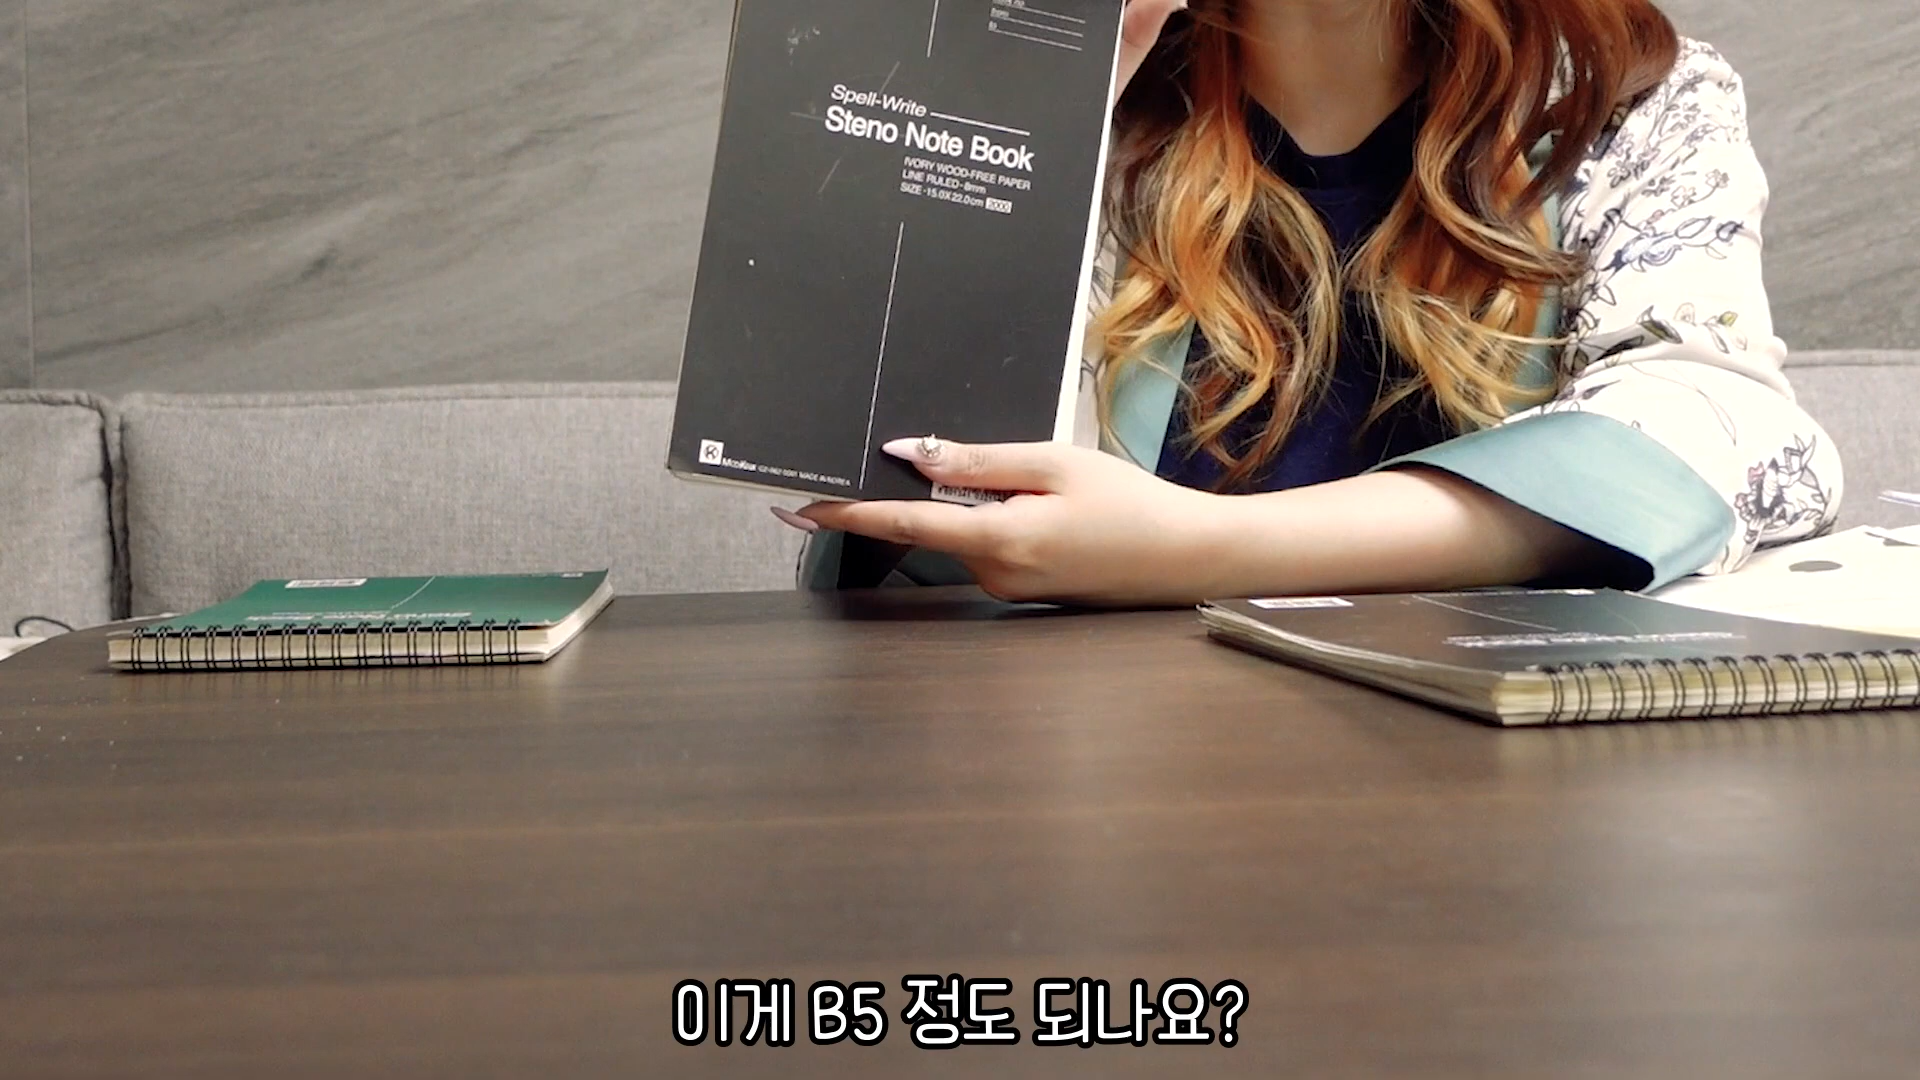 Spell-Write
Steno Note Book
IVORY WOOD-FREE PAPER
LINE RULED-8mm
SIZE-15.0X22.0cm 2000
MADE IN KOREA
이게 B5 정도 되나요?